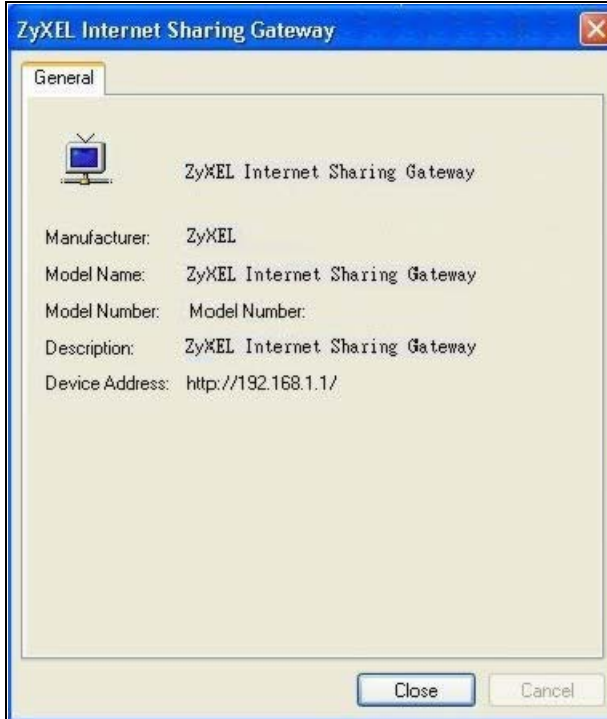 ZyXEL Internet Sharing Gateway
General
ZyXEL Internet Sharing Gateway
Manufacturer: ZyXEL
Model Name: ZyXEL Internet Sharing Gateway
Model Number: Model Number:
Description: ZyXEL Internet Sharing Gateway
Device Address: http://192.168.1.1/
Close Cancel